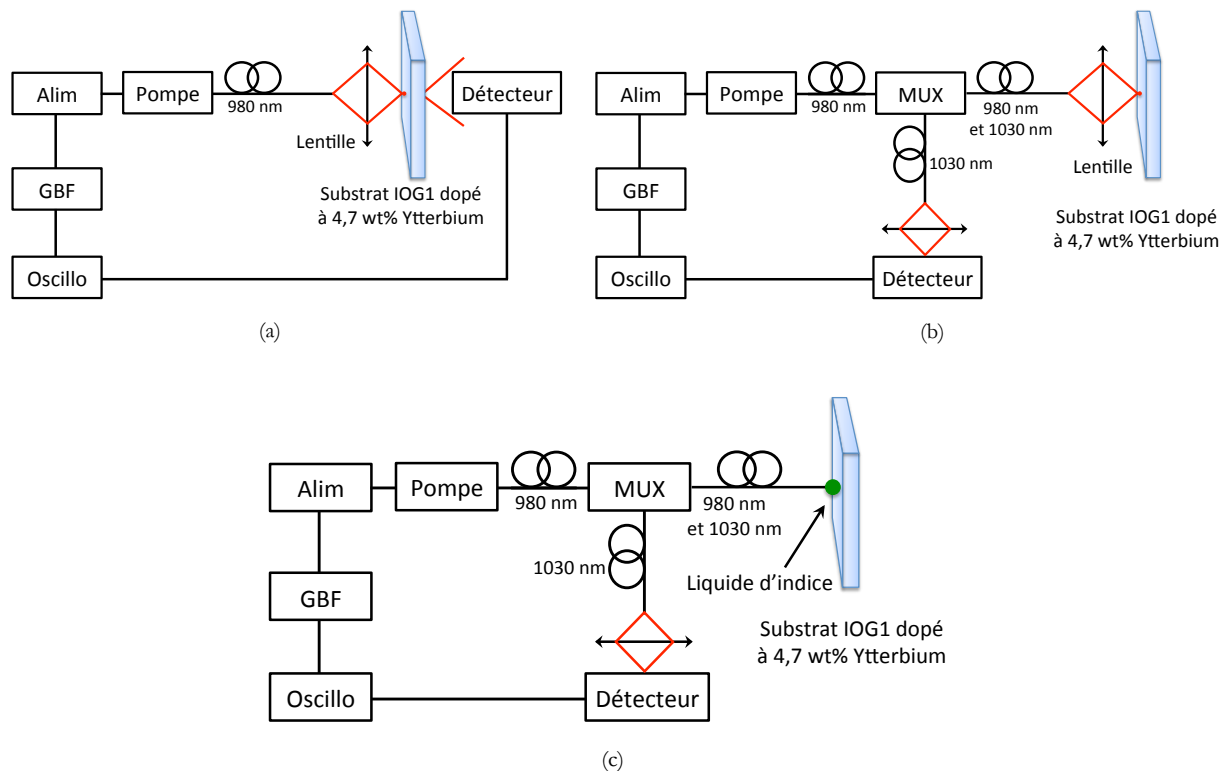 Alim
Pompe
980 nm
Lentille
Détecteur
GBF
Oscillo
Substrat IOG1 dopé
à 4,7 wt% Ytterbium
(a)
Alim
Pompe
980 nm
MUX
980 nm
et 1030 nm
1030 nm
Lentille
GBF
Oscillo
Détecteur
Substrat IOG1 dopé
à 4,7 wt% Ytterbium
(b)
Alim
Pompe
980 nm
MUX
980 nm
et 1030 nm
1030 nm
Liquide d'indice
GBF
Substrat IOG1 dopé
à 4,7 wt% Ytterbium
Oscillo
Détecteur
(c)